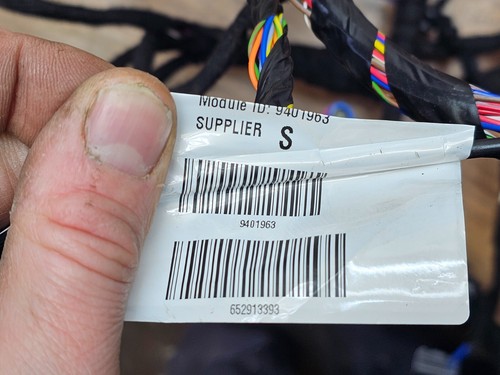 Module ID: 9401963
SUPPLIER S
9401963
652913393